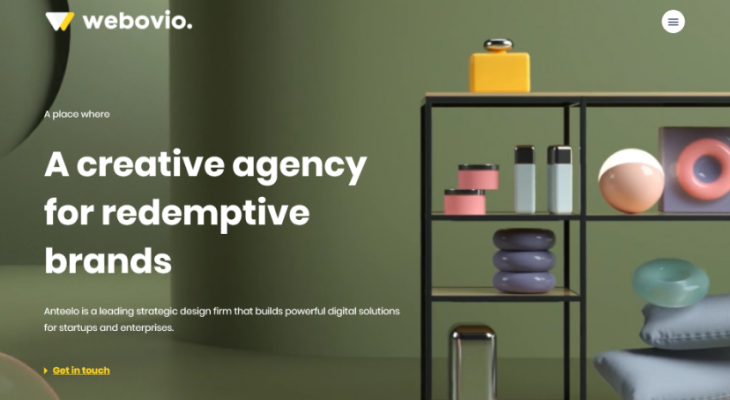 webovio.
A place where
A creative agency
for redemptive
brands
Anteelo is a leading strategic design firm that builds powerful digital solutions
for startups and enterprises.
Get in touch